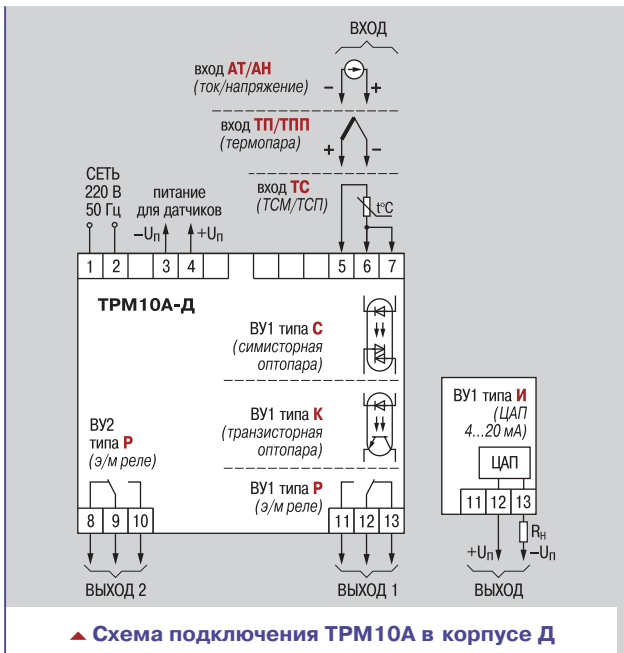 ВХОД
вход АТ/АН
(ток/напряжение)
− +
вход ТП/ТПП
(термопара)
+ −
вход ТС
(ТСМ/ТСП)
t°C
СЕТЬ
220 В
50 Гц
питание
для датчиков
−Uп +Uп
1 2 3 4 5 6 7
ТРМ10А-Д
ВУ1 типа С
(симисторная
оптопара)
ВУ1 типа К
(транзисторная
оптопара)
ВУ2
типа Р
(э/м реле)
ВУ1 типа Р
(э/м реле)
8 9 10 11 12 13
ВЫХОД 2 ВЫХОД 1
ВУ1 типа И
(ЦАП
4...20 мА)
ЦАП
11 12 13
Rн
+Uп −Uп
ВЫХОД
Схема подключения ТРМ10А в корпусе Д